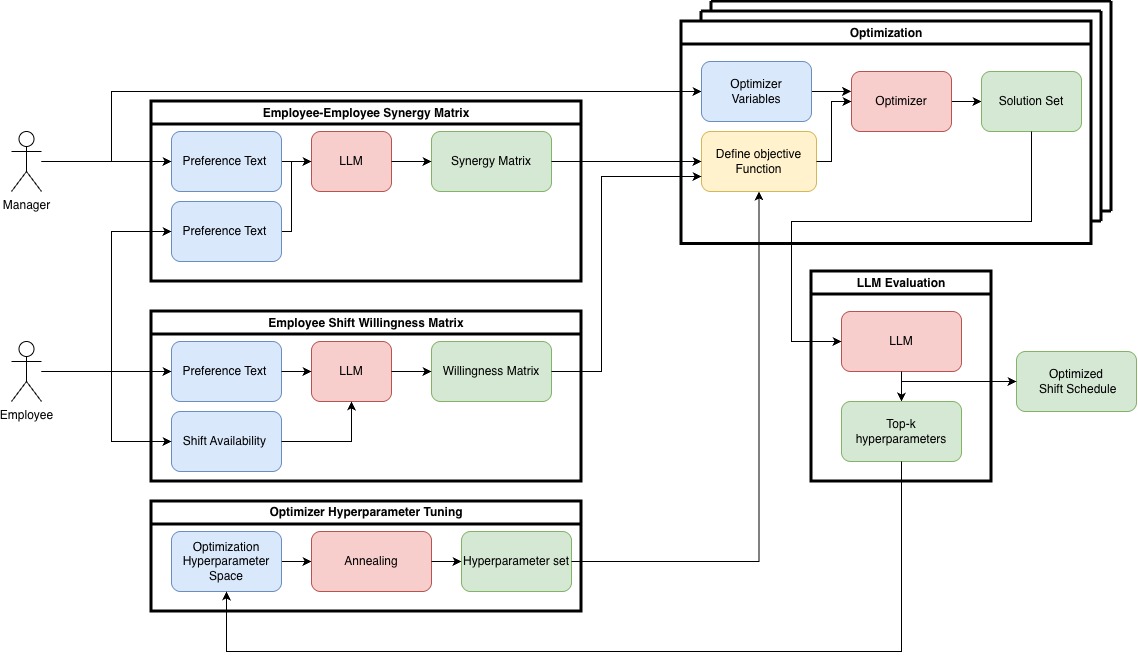 Optimization
Optimizer
Variables
Optimizer
Solution Set
Define objective
Function
Employee-Employee Synergy Matrix
Preference Text
LLM
Synergy Matrix
Preference Text
Manager
Employee Shift Willingness Matrix
Preference Text
LLM
Willingness Matrix
Shift Availability
Employee
LLM Evaluation
LLM
Top-k
hyperparameters
Optimized
Shift Schedule
Optimizer Hyperparameter Tuning
Optimization
Hyperparameter
Space
Annealing
Hyperparameter set